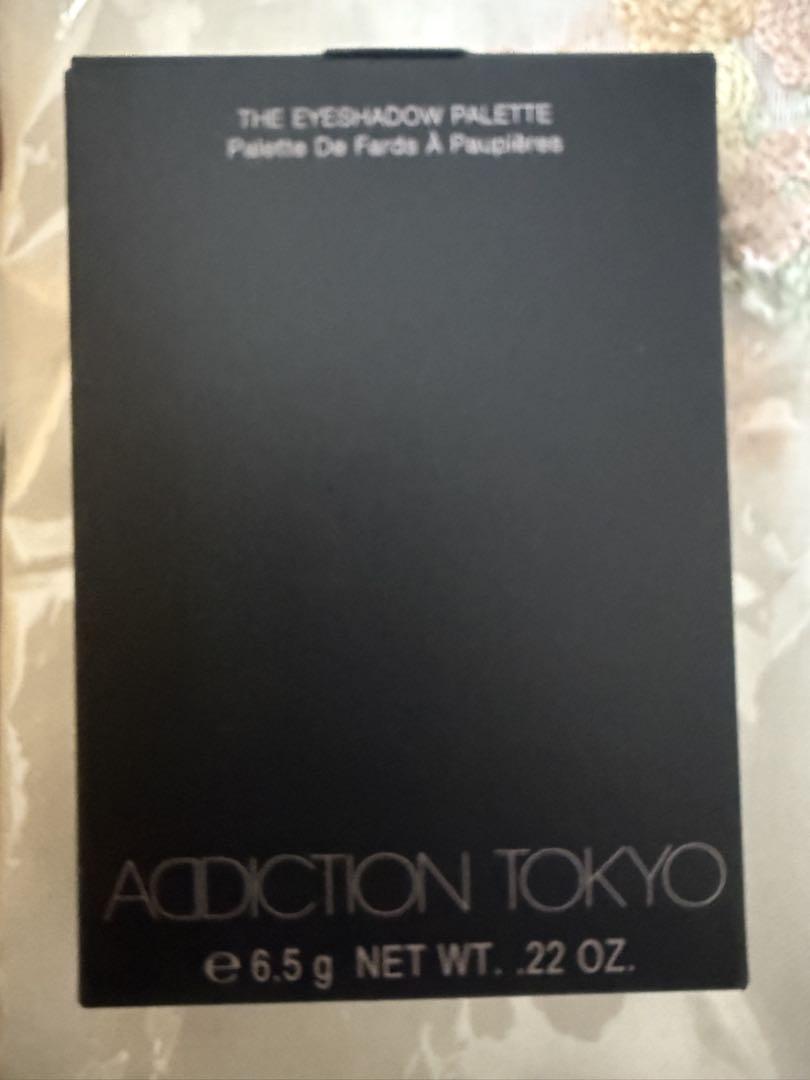 THE EYESHADOW PALETTE
Palette De Fards À Paupières
ADDICTION TOKYO
℮ 6.5 g NET WT. .22 OZ.